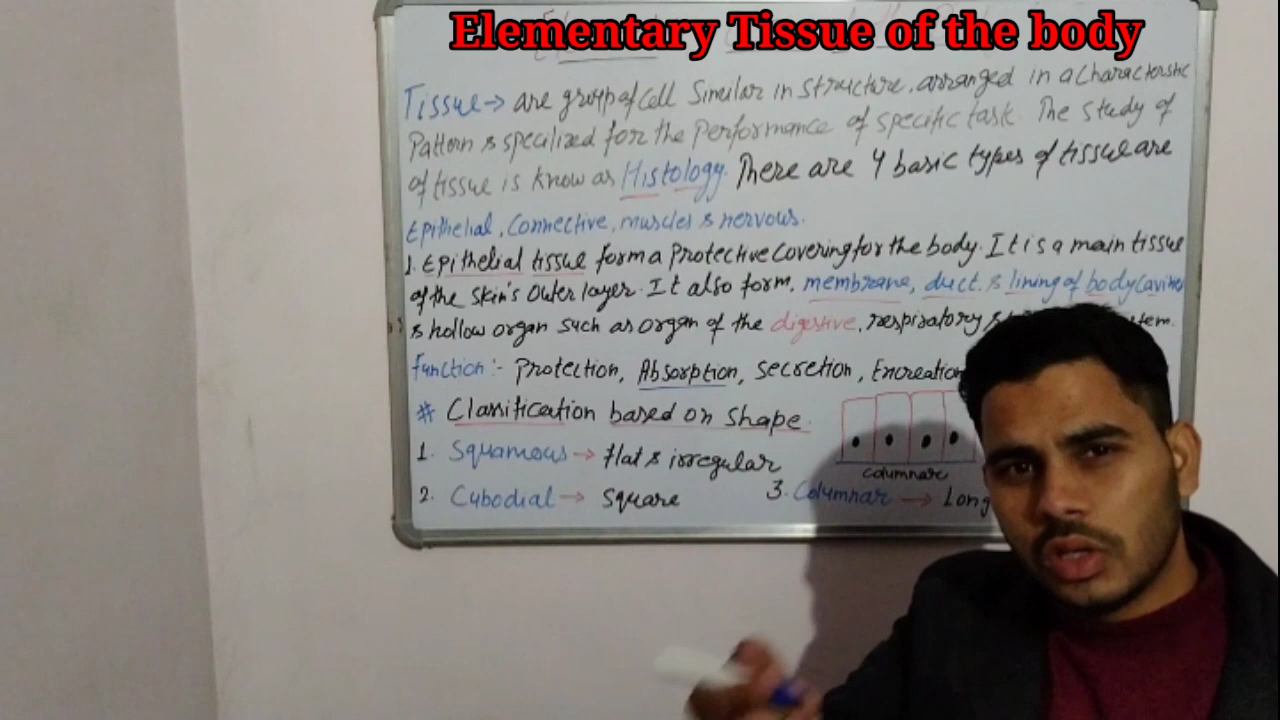 Elementary Tissue of the body
Tissue → are group of cell Similar in structure, arranged in a characterstic
Pattern & specilized for the Performance of specific task. The study of
of tissue is know as Histology. There are 4 basic types of tissue are
Epithelial, Connective, muscles & nervous.
1. Epithelial tissue form a Protective Covering for the body. It is a main tissue
of the skin's outer layer. It also form, membrane, duct. & lining of body Cavities
& hollow organ such as organ of the digestive, respiratory &
Function :- Protection, Absorption, secretion, Encreation
# Classification based on shape.
1. Squamous → flat & irregular
columnar
2. Cubodial → square
3. Columnar → Long